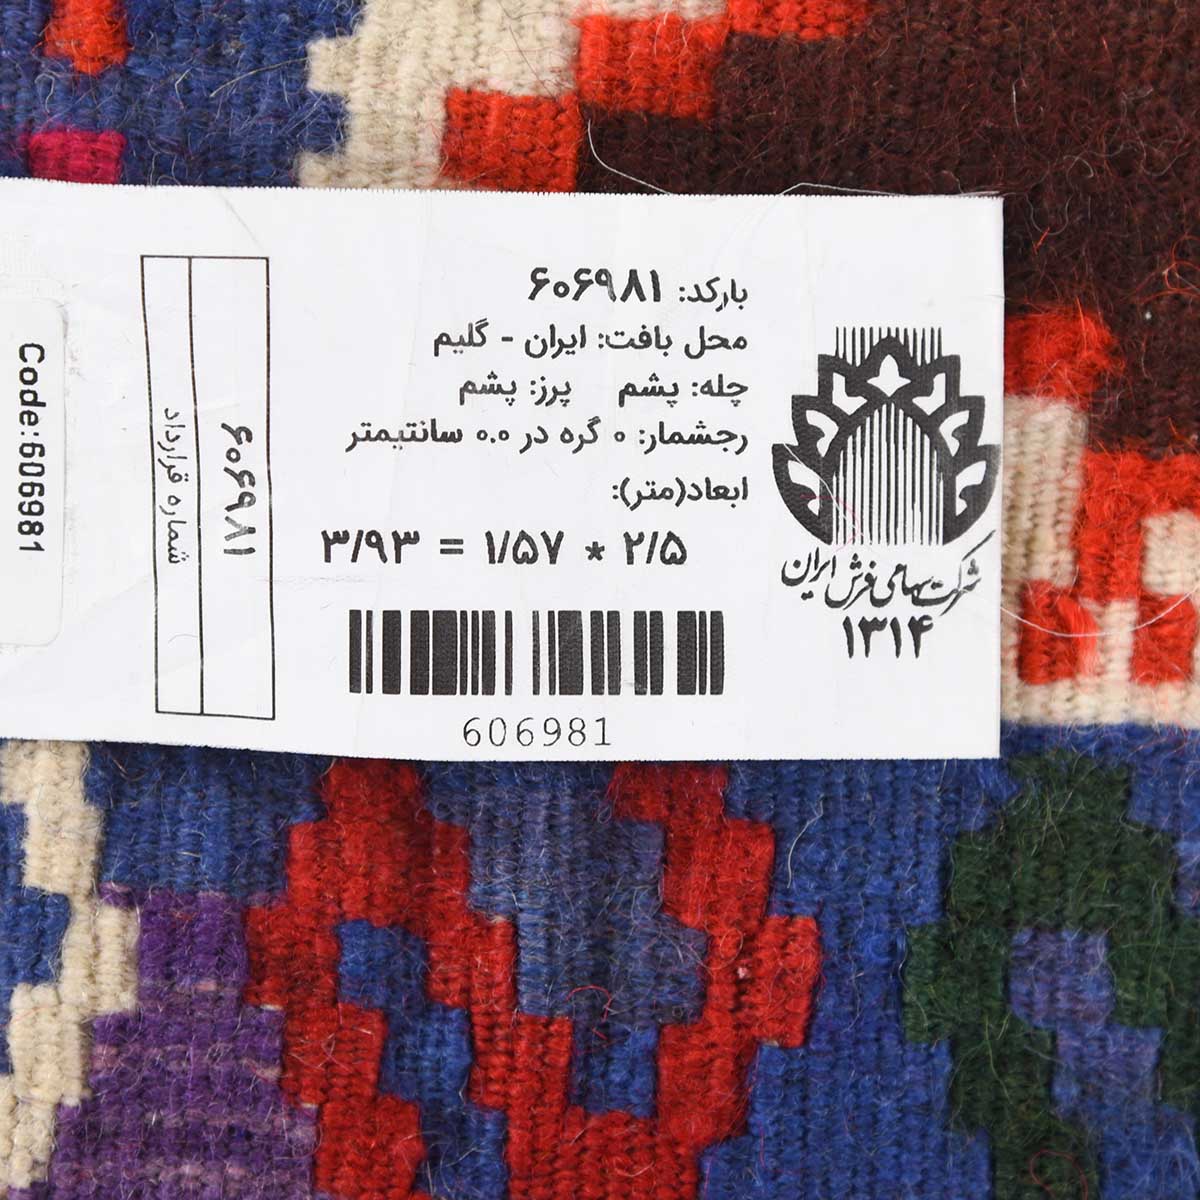 بارکد: ۶۰۶۹۸۱
محل بافت: ایران - گلیم
چله: پشم پرز: پشم
رجشمار: ۰ گره در ۰.۰ سانتیمتر
ابعاد(متر):
۲/۵ * ۱/۵۷ = ۳/۹۳
606981
شرکت سهامی فرش ایران
۱۳۱۴
۶۰۶۹۸۱
شماره قرارداد
Code:606981